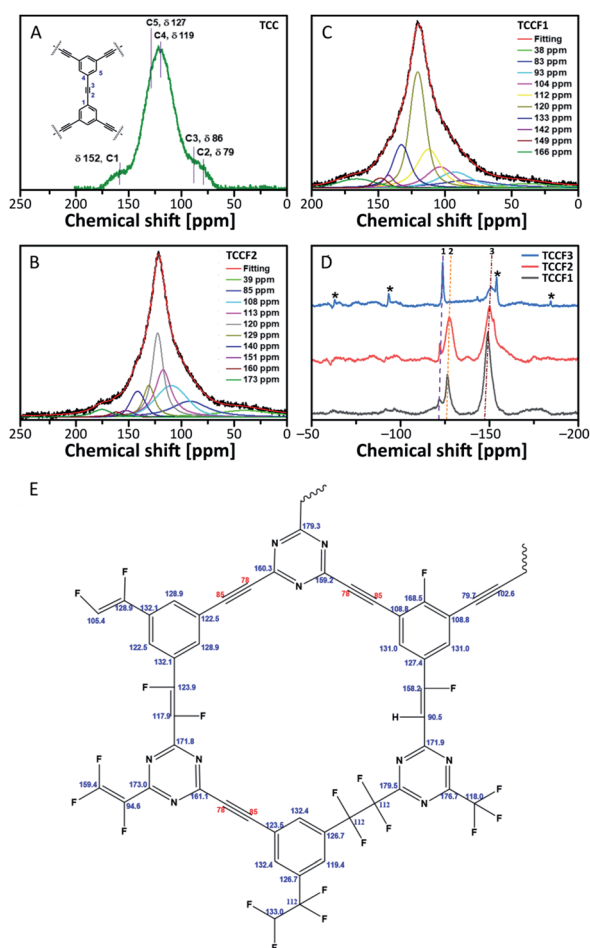 A
TCC
C5, δ 127
C4, δ 119
5
4
3
2
1
C3, δ 86
δ 152, C1
C2, δ 79
250 200 150 100 50 0
Chemical shift [ppm]
C
TCCF1
Fitting
38 ppm
83 ppm
93 ppm
104 ppm
112 ppm
120 ppm
133 ppm
142 ppm
149 ppm
166 ppm
200 150 100 50 0
Chemical shift [ppm]
B
TCCF2
Fitting
39 ppm
85 ppm
108 ppm
113 ppm
120 ppm
129 ppm
140 ppm
151 ppm
160 ppm
173 ppm
250 200 150 100 50 0
Chemical shift [ppm]
D
1 2 3
TCCF3
TCCF2
TCCF1
* * * *
−50 −100 −150 −200
Chemical shift [ppm]
E
179.3
N N
F
78 160.3 159.2 F
F 85 N 78 85 168.5 79.7 102.6
128.9
128.9 132.1 122.5 108.8 108.8
105.4
122.5 128.9 131.0 131.0
132.1 127.4
F 123.9 158.2 F
117.9 F H 90.5
171.8 171.9
F N N F F N N F
159.4 173.0 161.1 179.5 176.7 118.0 F
F 94.6 N 78 85 132.4 112 112 N F
F 123.5 126.7 F F
132.4 119.4
126.7
112 F
133.0 F
F